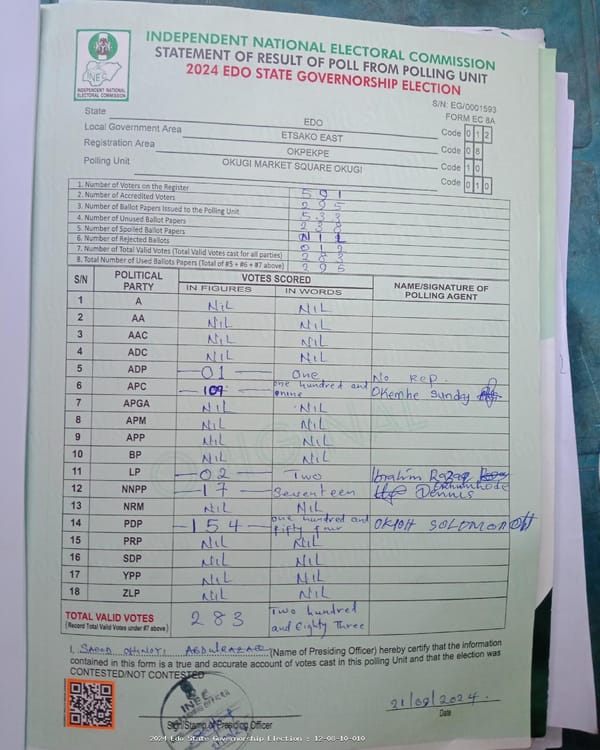 INDEPENDENT NATIONAL ELECTORAL COMMISSION
STATEMENT OF RESULT OF POLL FROM POLLING UNIT
2024 EDO STATE GOVERNORSHIP ELECTION
INEC
INDEPENDENT NATIONAL ELECTORAL COMMISSION
S/N: EG/0001593
FORM EC 8A
State EDO Code 0 1 2
Local Government Area ETSAKO EAST Code 0 8
Registration Area OKPEKPE Code 1 0
Polling Unit OKUGI MARKET SQUARE OKUGI Code 0 1 0
1. Number of Voters on the Register 591
2. Number of Accredited Voters 295
3. Number of Ballot Papers Issued to the Polling Unit 533
4. Number of Unused Ballot Papers 238
5. Number of Spoiled Ballot Papers NIL
6. Number of Rejected Ballots 012
7. Number of Total Valid Votes (Total Valid Votes cast for all parties) 283
8. Total Number of Used Ballots Papers (Total of #5 + #6 + #7 above) 295
S/N POLITICAL PARTY VOTES SCORED NAME/SIGNATURE OF POLLING AGENT
IN FIGURES IN WORDS
1 A NIL NIL
2 AA NIL NIL
3 AAC NIL NIL
4 ADC NIL NIL
5 ADP 01 One No Rep.
6 APC 109 one hundred and nine Okemhe Sunday
7 APGA NIL NIL
8 APM NIL NIL
9 APP NIL NIL
10 BP NIL NIL
11 LP 02 Two Ibrahim Razaq
12 NNPP 17 Seventeen Dennis
13 NRM NIL NIL
14 PDP 154 one hundred and fifty four OKIOH SOLOMON
15 PRP NIL NIL
16 SDP NIL NIL
17 YPP NIL NIL
18 ZLP NIL NIL
ORIGINAL
TOTAL VALID VOTES 283 Two hundred and Eighty Three
(Record Total Valid Votes under #7 above)
I, ABDULRAZAQ (Name of Presiding Officer) hereby certify that the information
contained in this form is a true and accurate account of votes cast in this polling Unit and that the election was
CONTESTED/NOT CONTESTED
INEC
21/09/2024.
Sign/Stamp of Presiding Officer Date
2024 Edo State Governorship Election : 12-08-10-010